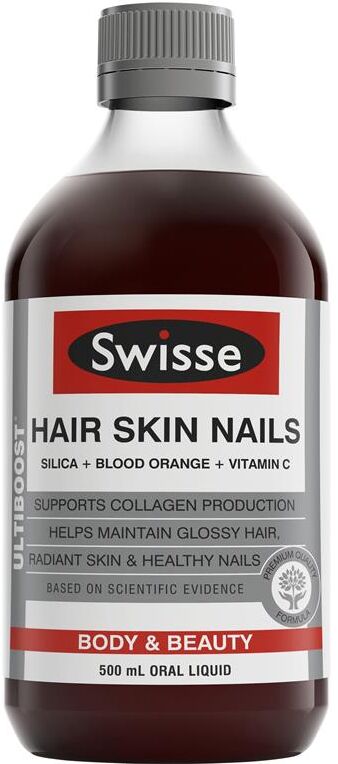 Swisse
ULTIBOOST
HAIR SKIN NAILS
SILICA + BLOOD ORANGE + VITAMIN C
SUPPORTS COLLAGEN PRODUCTION
HELPS MAINTAIN GLOSSY HAIR,
RADIANT SKIN & HEALTHY NAILS
BASED ON SCIENTIFIC EVIDENCE
PREMIUM QUALITY
FORMULA
BODY & BEAUTY
500 mL ORAL LIQUID